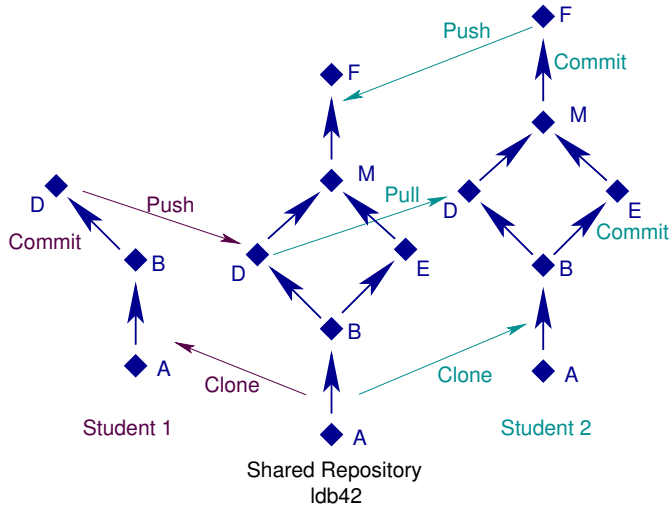 F
Push
F
Commit
M
M
D
Push
Pull
D
E
Commit
Commit
B
D
E
B
B
A
Clone
Clone
A
Student 1
A
Student 2
Shared Repository
ldb42